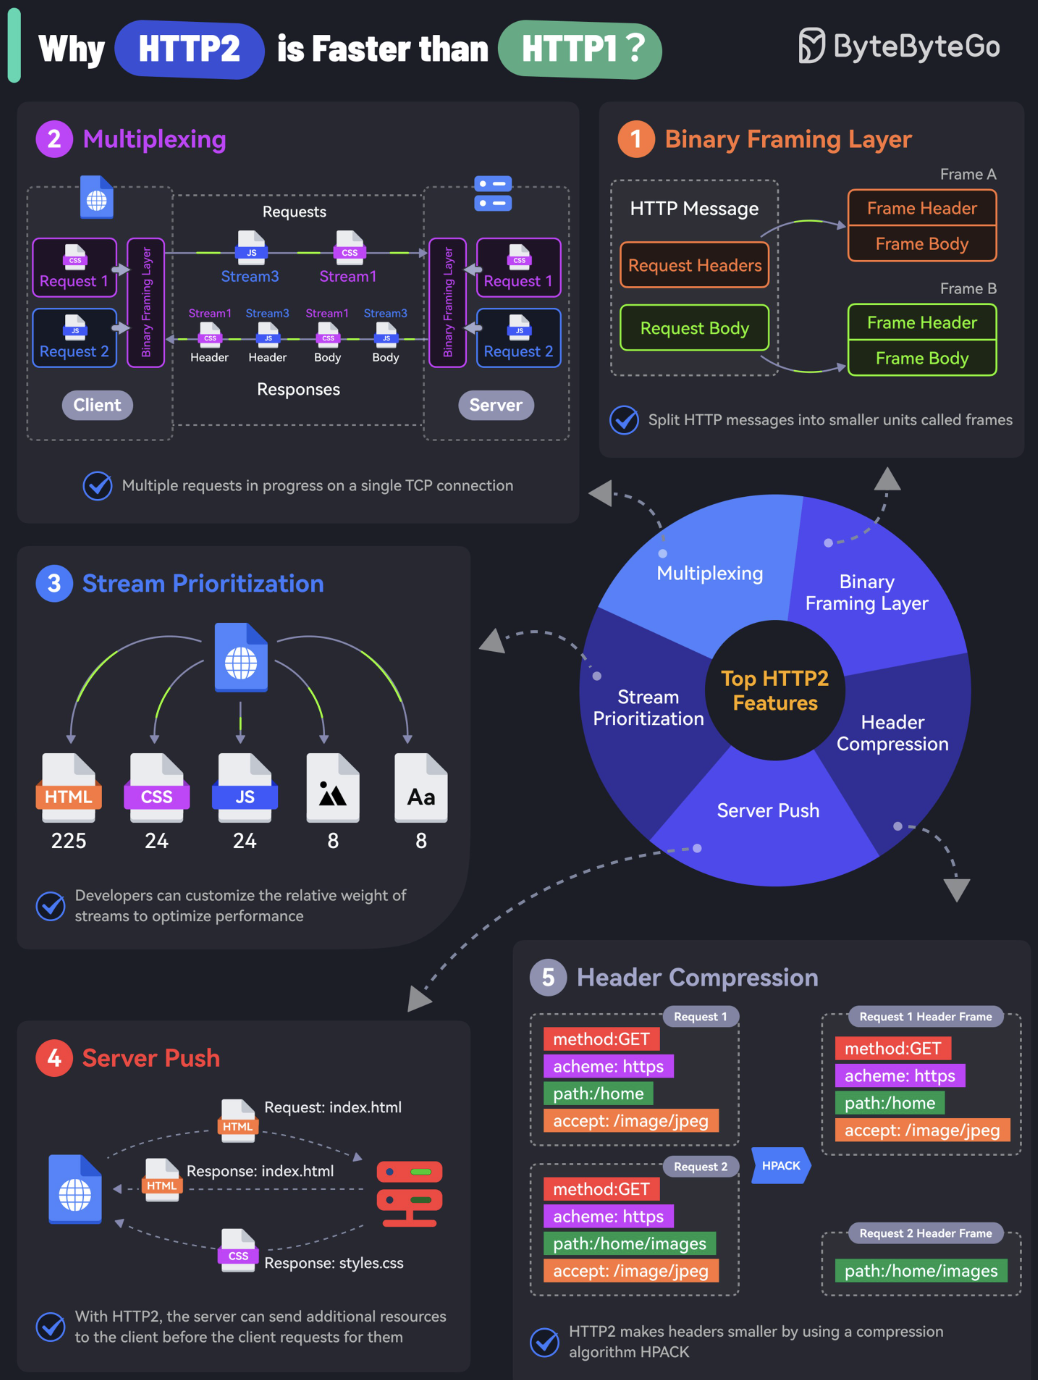 Why HTTP2 is Faster than HTTP1?
ByteByteGo
2 Multiplexing
Requests
JS
CSS
Stream3
Stream1
CSS
Request 1
JS
Request 2
Binary Framing Layer
Stream1
Stream3
Stream1
Stream3
CSS
JS
CSS
JS
Header
Header
Body
Body
Responses
Binary Framing Layer
CSS
Request 1
JS
Request 2
Client
Server
Multiple requests in progress on a single TCP connection
1 Binary Framing Layer
HTTP Message
Request Headers
Request Body
Frame A
Frame Header
Frame Body
Frame B
Frame Header
Frame Body
Split HTTP messages into smaller units called frames
Top HTTP2
Features
Multiplexing
Binary
Framing Layer
Header
Compression
Server Push
Stream
Prioritization
3 Stream Prioritization
HTML
CSS
JS
Aa
225
24
24
8
8
Developers can customize the relative weight of
streams to optimize performance
4 Server Push
Request: index.html
HTML
Response: index.html
HTML
CSS
Response: styles.css
With HTTP2, the server can send additional resources
to the client before the client requests for them
5 Header Compression
Request 1
method:GET
acheme: https
path:/home
accept: /image/jpeg
Request 2
method:GET
acheme: https
path:/home/images
accept: /image/jpeg
HPACK
Request 1 Header Frame
method:GET
acheme: https
path:/home
accept: /image/jpeg
Request 2 Header Frame
path:/home/images
HTTP2 makes headers smaller by using a compression
algorithm HPACK